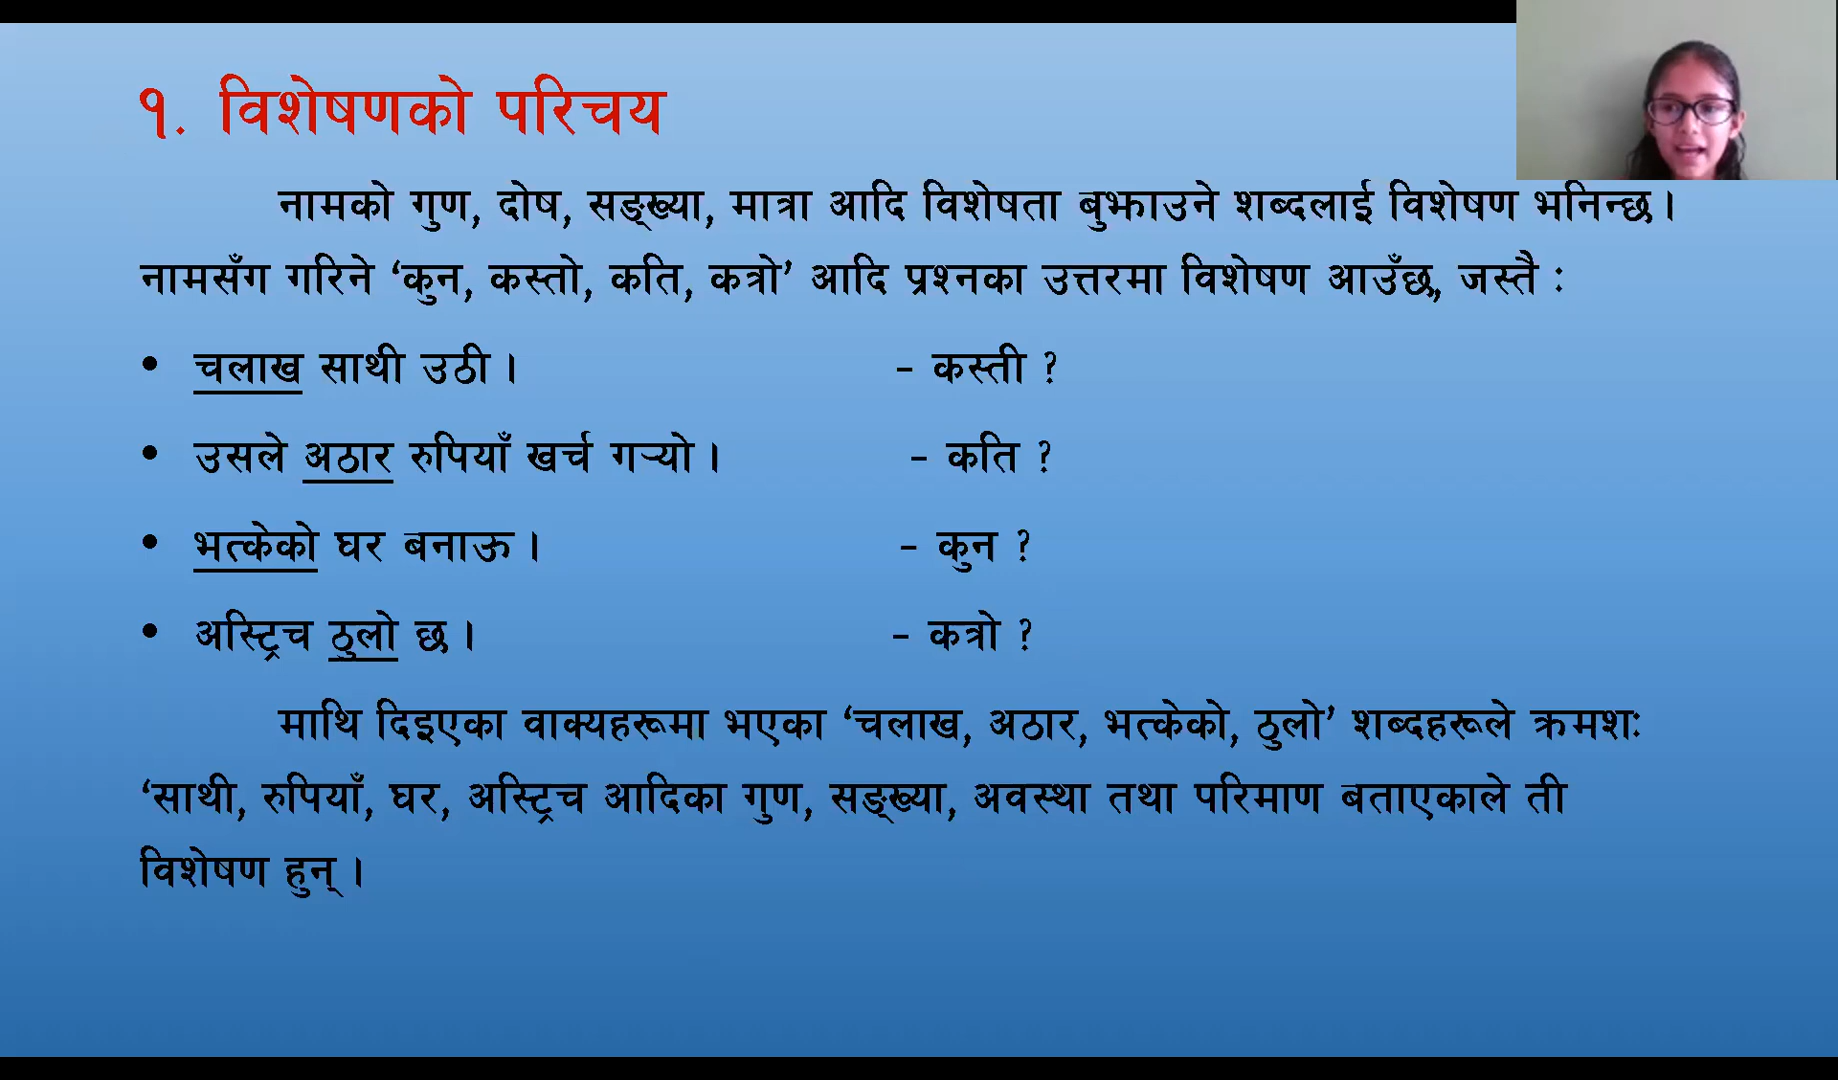 १. विशेषणको परिचय
नामको गुण, दोष, सङ्ख्या, मात्रा आदि विशेषता बुझाउने शब्दलाई विशेषण भनिन्छ।
नामसँग गरिने ‘कुन, कस्तो, कति, कत्रो’ आदि प्रश्नका उत्तरमा विशेषण आउँछ, जस्तै :
• चलाख साथी उठी। – कस्ती ?
• उसले अठार रुपियाँ खर्च गऱ्यो। – कति ?
• भत्केको घर बनाऊ। – कुन ?
• अस्ट्रिच ठुलो छ। – कत्रो ?
माथि दिइएका वाक्यहरूमा भएका ‘चलाख, अठार, भत्केको, ठुलो’ शब्दहरूले क्रमशः
‘साथी, रुपियाँ, घर, अस्ट्रिच आदिका गुण, सङ्ख्या, अवस्था तथा परिमाण बताएकाले ती
विशेषण हुन्।